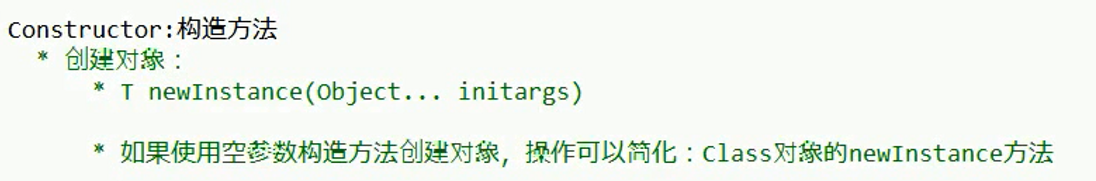 Constructor:构造方法
* 创建对象：
* T newInstance(Object... initargs)
* 如果使用空参数构造方法创建对象，操作可以简化：Class对象的newInstance方法